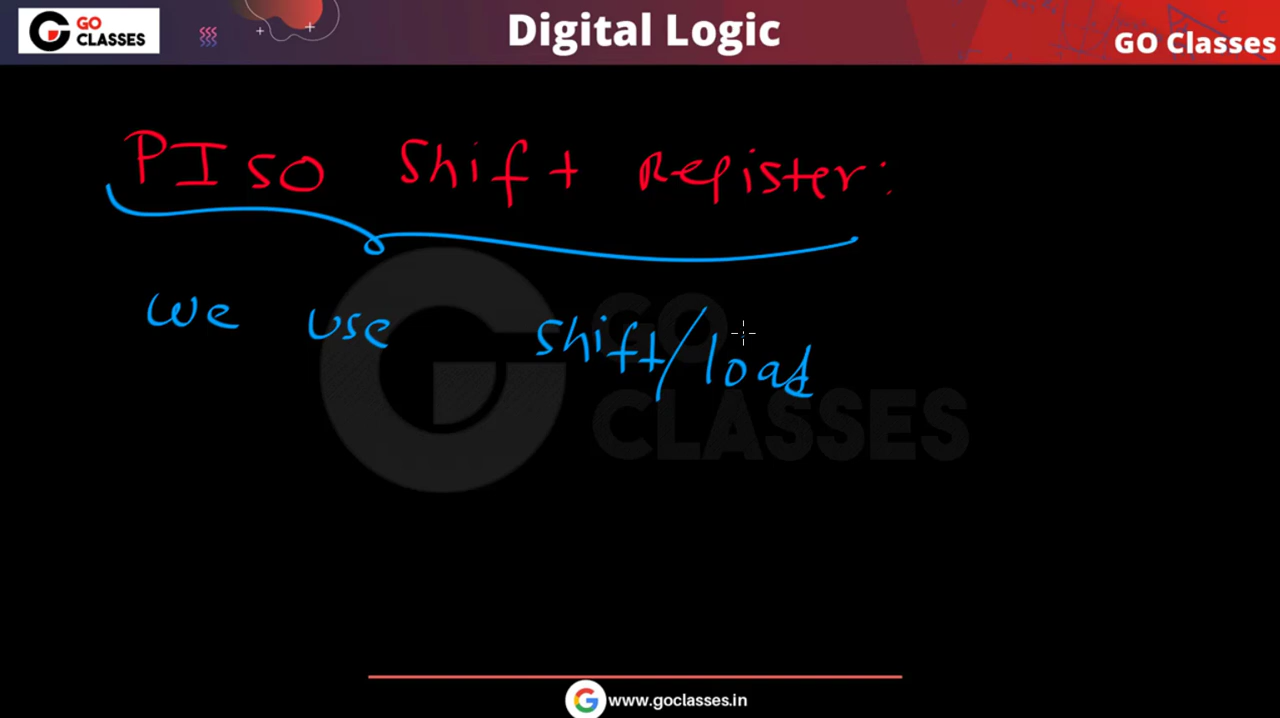 GO CLASSES
Digital Logic
GO Classes
PISO Shift Register:
we use shift/load
GO
CLASSES
www.goclasses.in